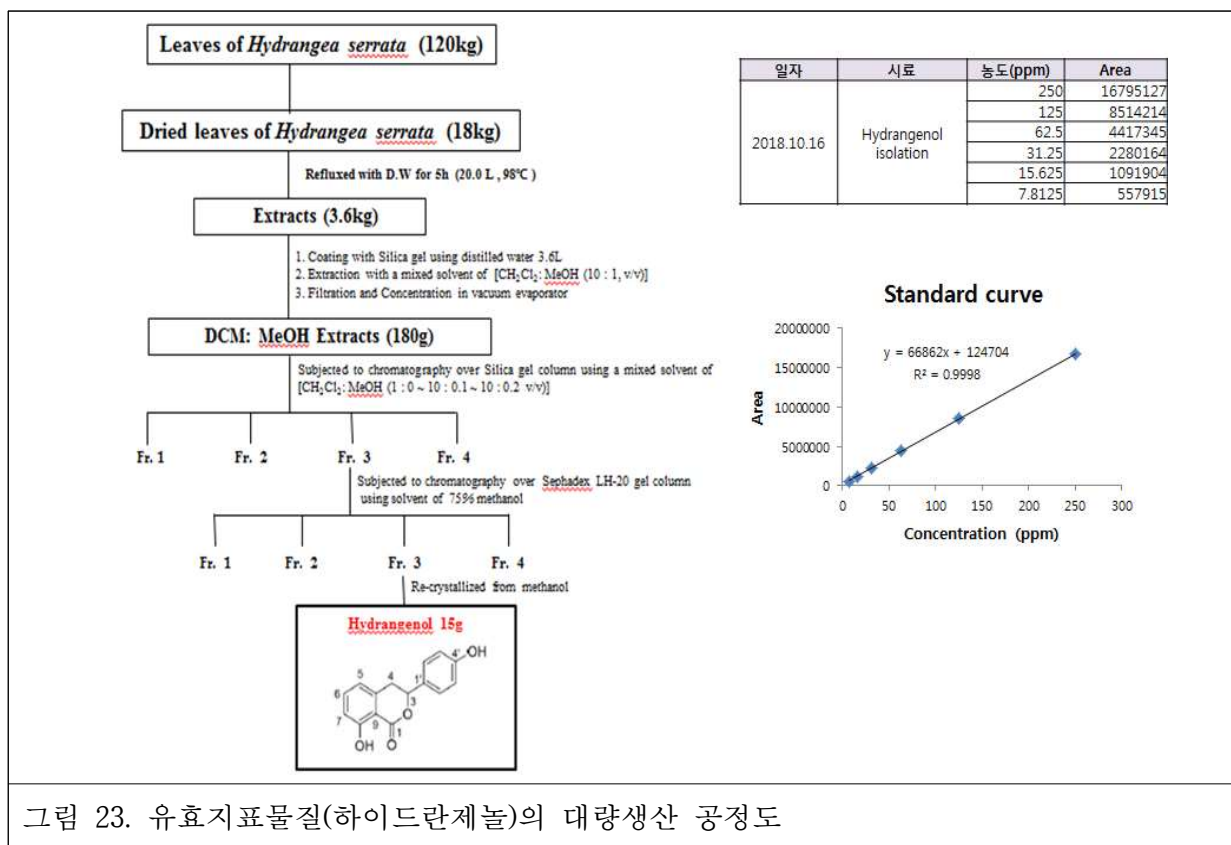 Leaves of Hydrangea serrata (120kg)
Dried leaves of Hydrangea serrata (18kg)
Refluxed with D.W for 5h (20.0 L , 98℃ )
Extracts (3.6kg)
1. Coating with Silica gel using distilled water 3.6L
2. Extraction with a mixed solvent of [CH₂Cl₂: MeOH (10 : 1, v/v)]
3. Filtration and Concentration in vacuum evaporator
DCM: MeOH Extracts (180g)
Subjected to chromatography over Silica gel column using a mixed solvent of
[CH₂Cl₂: MeOH (1 : 0 ~ 10 : 0.1 ~ 10 : 0.2 v/v)]
Fr. 1 Fr. 2 Fr. 3 Fr. 4
Subjected to chromatography over Sephadex LH-20 gel column
using solvent of 75% methanol
Fr. 1 Fr. 2 Fr. 3 Fr. 4
Re-crystallized from methanol
Hydrangenol 15g
4' OH
5 4 1'
6 3
7 9 O
1
OH O
일자 시료 농도(ppm) Area
2018.10.16 Hydrangenol isolation
250 16795127
125 8514214
62.5 4417345
31.25 2280164
15.625 1091904
7.8125 557915
Standard curve
y = 66862x + 124704
R² = 0.9998
20000000
15000000
10000000
5000000
0
Area
0 50 100 150 200 250 300
Concentration (ppm)
그림 23. 유효지표물질(하이드란제놀)의 대량생산 공정도